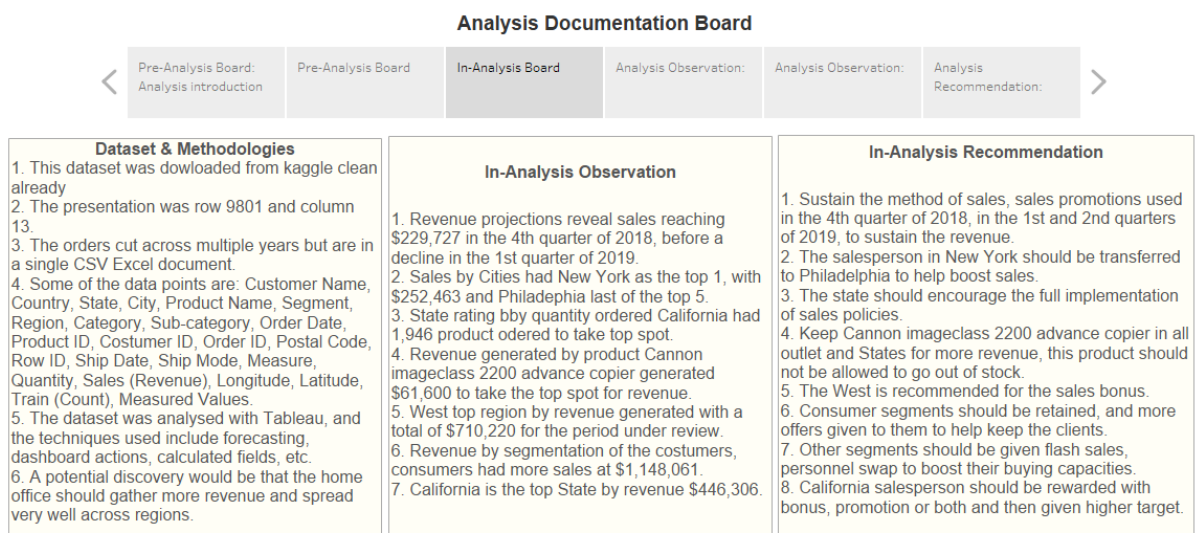 Analysis Documentation Board
Pre-Analysis Board:
Analysis introduction
Pre-Analysis Board
In-Analysis Board
Analysis Observation:
Analysis Observation:
Analysis
Recommendation:
Dataset & Methodologies
1. This dataset was dowloaded from kaggle clean
already
2. The presentation was row 9801 and column
13.
3. The orders cut across multiple years but are in
a single CSV Excel document.
4. Some of the data points are: Customer Name,
Country, State, City, Product Name, Segment,
Region, Category, Sub-category, Order Date,
Product ID, Costumer ID, Order ID, Postal Code,
Row ID, Ship Date, Ship Mode, Measure,
Quantity, Sales (Revenue), Longitude, Latitude,
Train (Count), Measured Values.
5. The dataset was analysed with Tableau, and
the techniques used include forecasting,
dashboard actions, calculated fields, etc.
6. A potential discovery would be that the home
office should gather more revenue and spread
very well across regions.
In-Analysis Observation
1. Revenue projections reveal sales reaching
$229,727 in the 4th quarter of 2018, before a
decline in the 1st quarter of 2019.
2. Sales by Cities had New York as the top 1, with
$252,463 and Philadephia last of the top 5.
3. State rating bby quantity ordered California had
1,946 product odered to take top spot.
4. Revenue generated by product Cannon
imageclass 2200 advance copier generated
$61,600 to take the top spot for revenue.
5. West top region by revenue generated with a
total of $710,220 for the period under review.
6. Revenue by segmentation of the costumers,
consumers had more sales at $1,148,061.
7. California is the top State by revenue $446,306.
In-Analysis Recommendation
1. Sustain the method of sales, sales promotions used
in the 4th quarter of 2018, in the 1st and 2nd quarters
of 2019, to sustain the revenue.
2. The salesperson in New York should be transferred
to Philadelphia to help boost sales.
3. The state should encourage the full implementation
of sales policies.
4. Keep Cannon imageclass 2200 advance copier in all
outlet and States for more revenue, this product should
not be allowed to go out of stock.
5. The West is recommended for the sales bonus.
6. Consumer segments should be retained, and more
offers given to them to help keep the clients.
7. Other segments should be given flash sales,
personnel swap to boost their buying capacities.
8. California salesperson should be rewarded with
bonus, promotion or both and then given higher target.